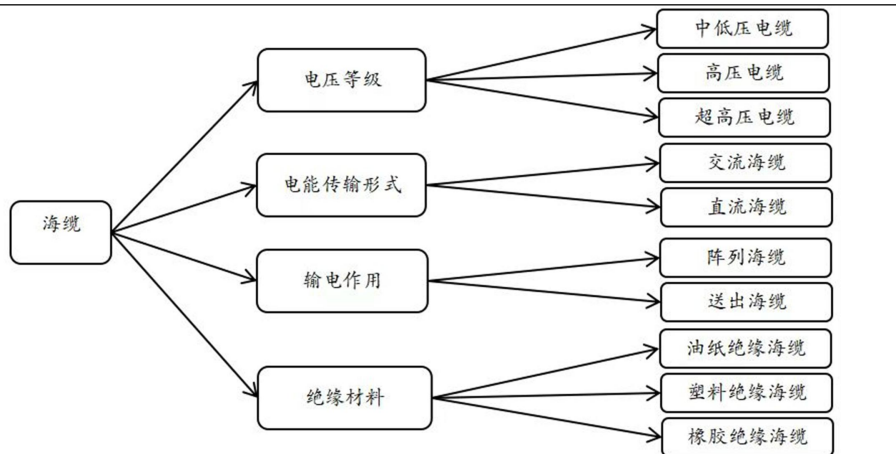 海缆
电压等级
中低压电缆
高压电缆
超高压电缆
电能传输形式
交流海缆
直流海缆
输电作用
阵列海缆
送出海缆
绝缘材料
油纸绝缘海缆
塑料绝缘海缆
橡胶绝缘海缆